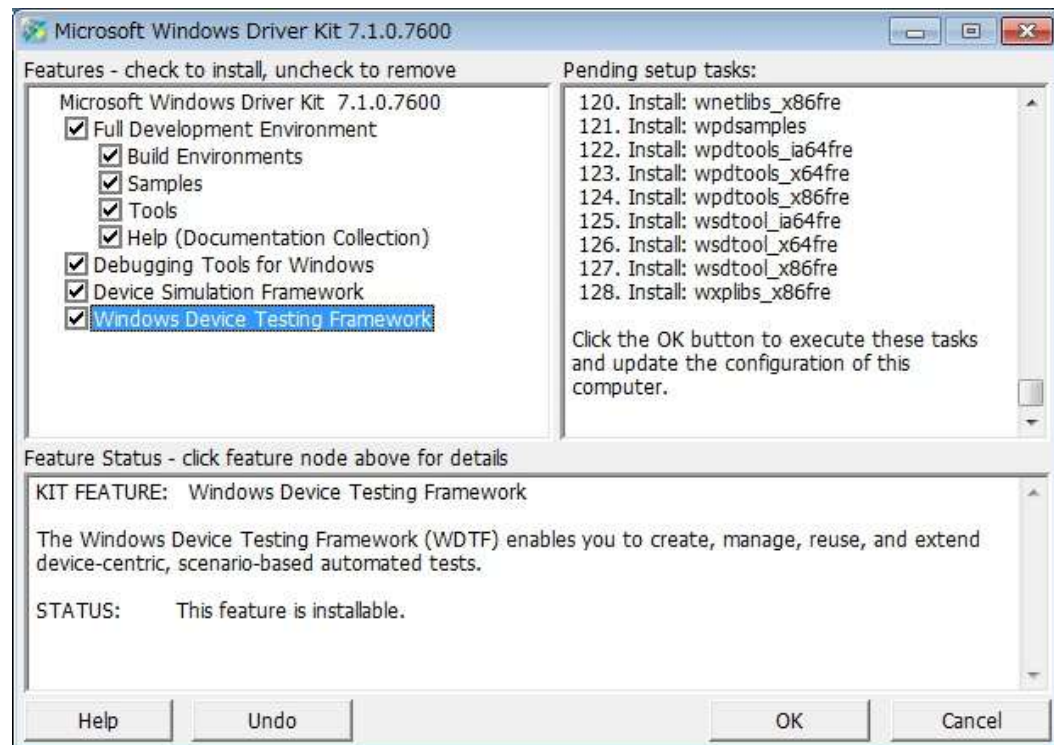 Microsoft Windows Driver Kit 7.1.0.7600
Features - check to install, uncheck to remove
Microsoft Windows Driver Kit 7.1.0.7600
Full Development Environment
Build Environments
Samples
Tools
Help (Documentation Collection)
Debugging Tools for Windows
Device Simulation Framework
Windows Device Testing Framework
Pending setup tasks:
120. Install: wnetlibs_x86fre
121. Install: wpdsamples
122. Install: wpdtools_ia64fre
123. Install: wpdtools_x64fre
124. Install: wpdtools_x86fre
125. Install: wsdtool_ia64fre
126. Install: wsdtool_x64fre
127. Install: wsdtool_x86fre
128. Install: wxplibs_x86fre
Click the OK button to execute these tasks
and update the configuration of this
computer.
Feature Status - click feature node above for details
KIT FEATURE: Windows Device Testing Framework
The Windows Device Testing Framework (WDTF) enables you to create, manage, reuse, and extend
device-centric, scenario-based automated tests.
STATUS: This feature is installable.
Help
Undo
OK
Cancel